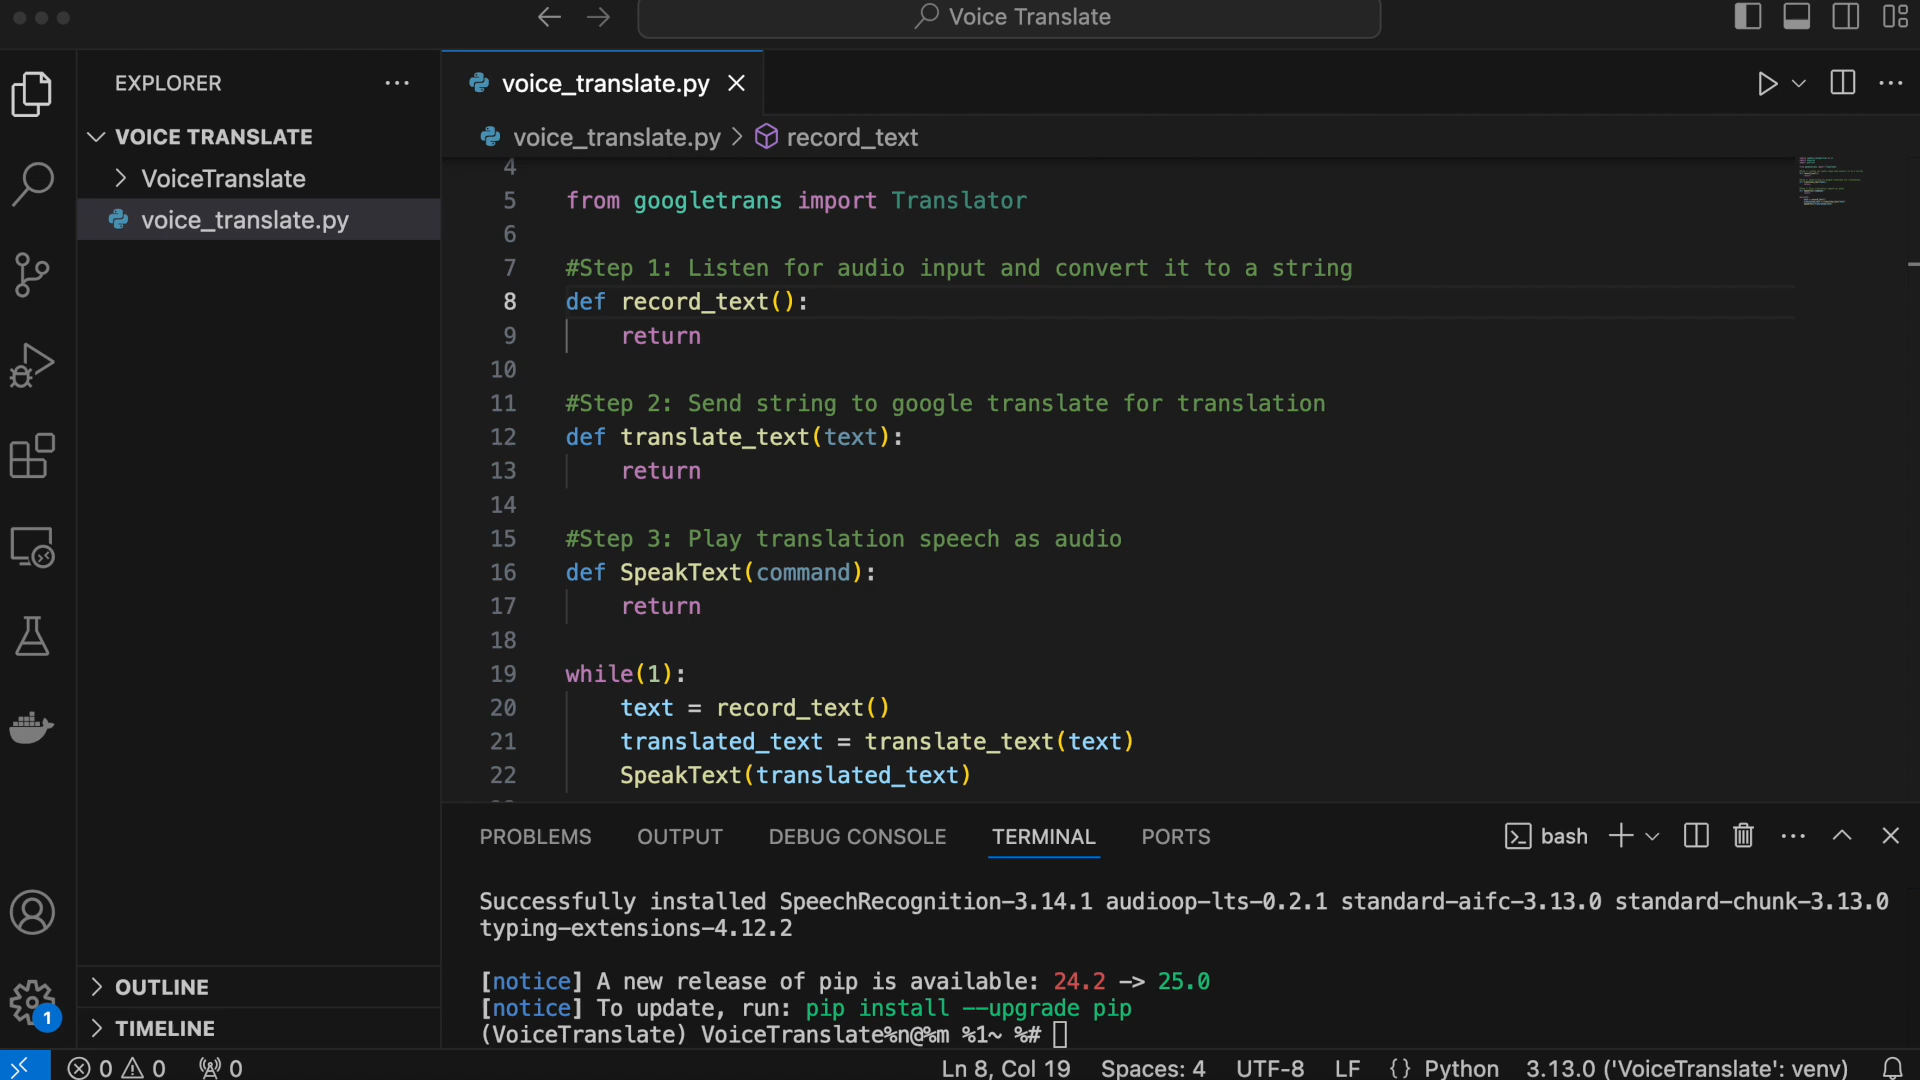 Voice Translate
EXPLORER
VOICE TRANSLATE
VoiceTranslate
voice_translate.py
OUTLINE
TIMELINE
1
voice_translate.py
voice_translate.py > record_text
4
5 from googletrans import Translator
6
7 #Step 1: Listen for audio input and convert it to a string
8 def record_text():
9     return
10
11 #Step 2: Send string to google translate for translation
12 def translate_text(text):
13     return
14
15 #Step 3: Play translation speech as audio
16 def SpeakText(command):
17     return
18
19 while(1):
20     text = record_text()
21     translated_text = translate_text(text)
22     SpeakText(translated_text)
PROBLEMS OUTPUT DEBUG CONSOLE TERMINAL PORTS bash
Successfully installed SpeechRecognition-3.14.1 audioop-lts-0.2.1 standard-aifc-3.13.0 standard-chunk-3.13.0
typing-extensions-4.12.2
[notice] A new release of pip is available: 24.2 -> 25.0
[notice] To update, run: pip install --upgrade pip
(VoiceTranslate) VoiceTranslate%n@%m %1~ %#
0 0 0 Ln 8, Col 19 Spaces: 4 UTF-8 LF {} Python 3.13.0 ('VoiceTranslate': venv)